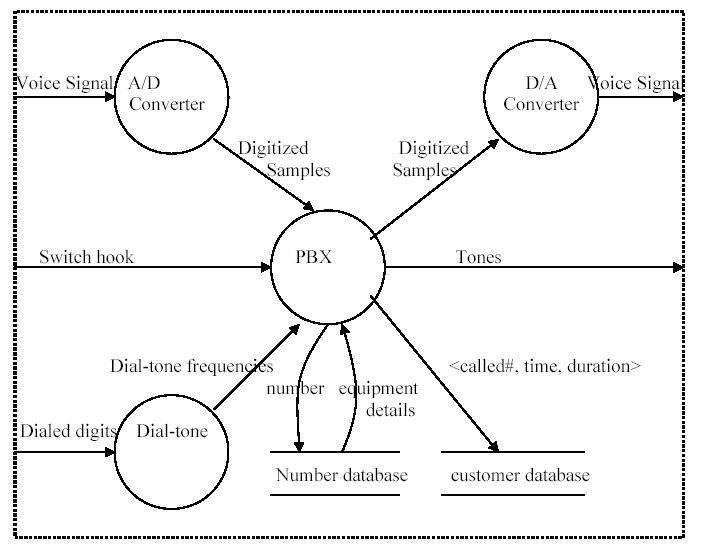 Voice Signal
A/D
Converter
D/A
Converter
Voice Signal
Digitized
Samples
Digitized
Samples
Switch hook
PBX
Tones
Dial-tone frequencies
number
equipment
details
<called#, time, duration>
Dialed digits
Dial-tone
Number database
customer database